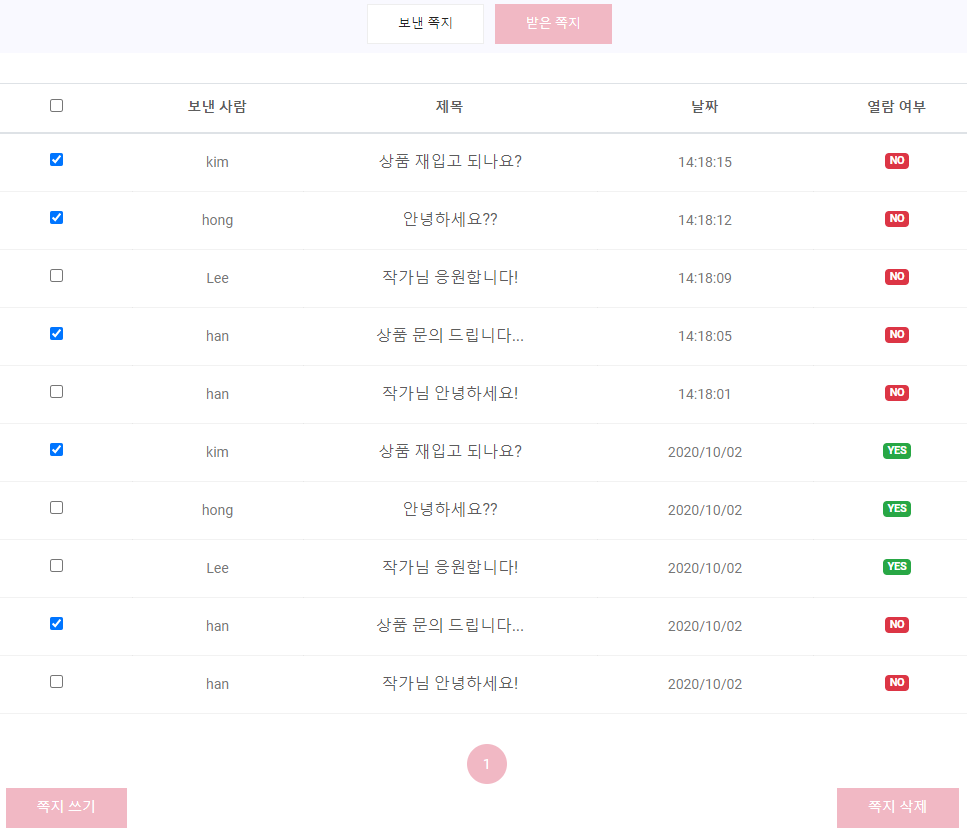 보낸 쪽지 받은 쪽지
보낸 사람 제목 날짜 열람 여부
kim 상품 재입고 되나요? 14:18:15 NO
hong 안녕하세요?? 14:18:12 NO
Lee 작가님 응원합니다! 14:18:09 NO
han 상품 문의 드립니다... 14:18:05 NO
han 작가님 안녕하세요! 14:18:01 NO
kim 상품 재입고 되나요? 2020/10/02 YES
hong 안녕하세요?? 2020/10/02 YES
Lee 작가님 응원합니다! 2020/10/02 YES
han 상품 문의 드립니다... 2020/10/02 NO
han 작가님 안녕하세요! 2020/10/02 NO
1
쪽지 쓰기 쪽지 삭제